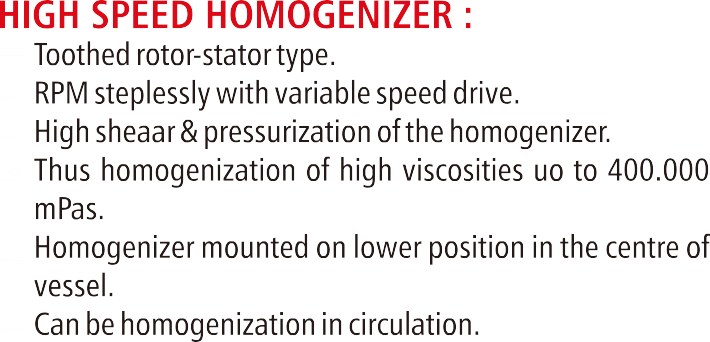 HIGH SPEED HOMOGENIZER :
Toothed rotor-stator type.
RPM steplessly with variable speed drive.
High sheaar & pressurization of the homogenizer.
Thus homogenization of high viscosities uo to 400.000
mPas.
Homogenizer mounted on lower position in the centre of
vessel.
Can be homogenization in circulation.